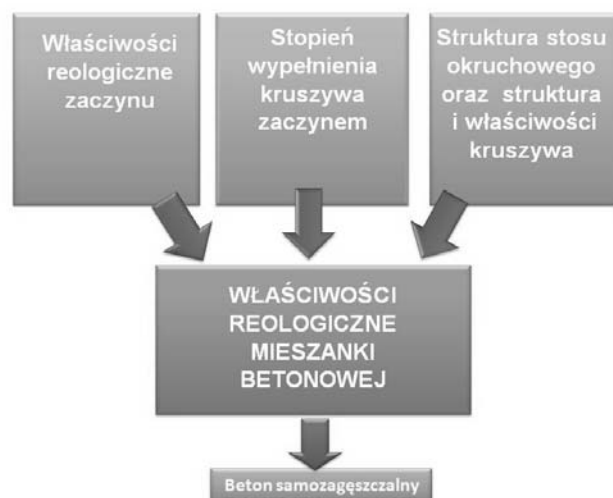 Właściwości
reologiczne
zaczynu
Stopień
wypełnienia
kruszywa
zaczynem
Struktura stosu
okruchowego
oraz struktura
i właściwości
kruszywa
WŁAŚCIWOŚCI
REOLOGICZNE
MIESZANKI
BETONOWEJ
Beton samozagęszczalny